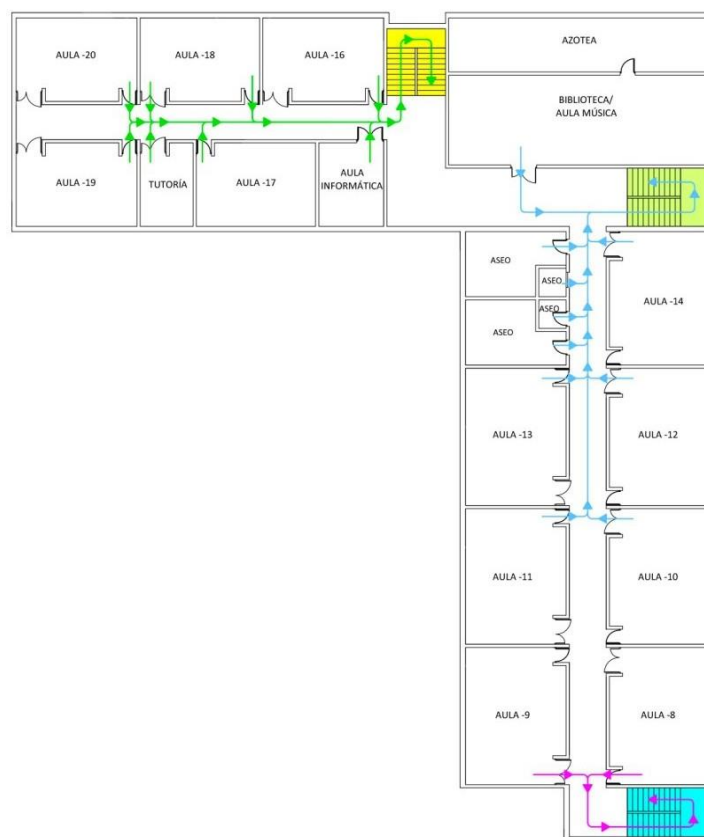 AULA -20
AULA -18
AULA -16
AZOTEA
BIBLIOTECA/
AULA MÚSICA
AULA -19
TUTORÍA
AULA -17
AULA
INFORMÁTICA
ASEO
ASEO
ASEO
ASEO
AULA -14
AULA -13
AULA -12
AULA -11
AULA -10
AULA -9
AULA -8